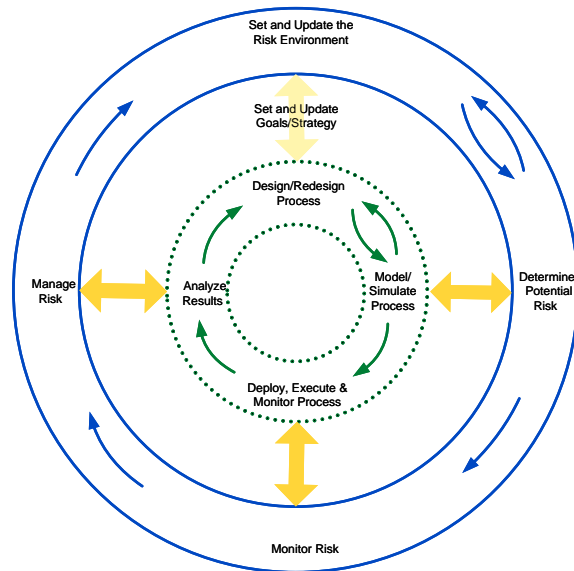 Set and Update the
Risk Environment
Set and Update
Goals/Strategy
Design/Redesign
Process
Manage
Risk
Analyze
Results
Model/
Simulate
Process
Determine
Potential
Risk
Deploy, Execute &
Monitor Process
Monitor Risk